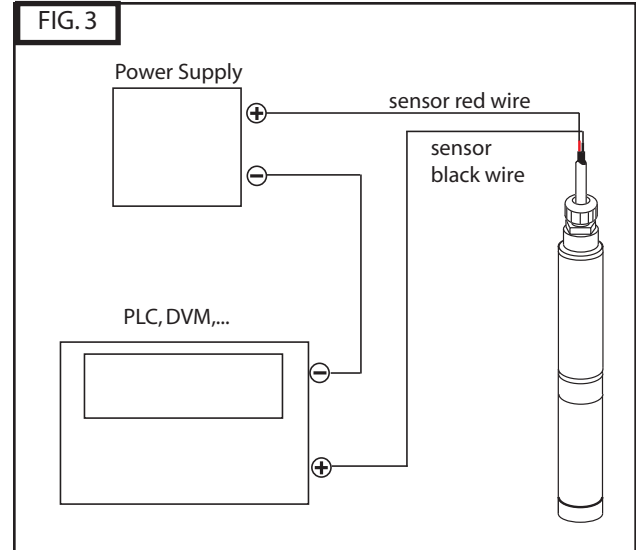 FIG. 3
Power Supply
+
sensor red wire
sensor
black wire
−
PLC, DVM,...
−
+